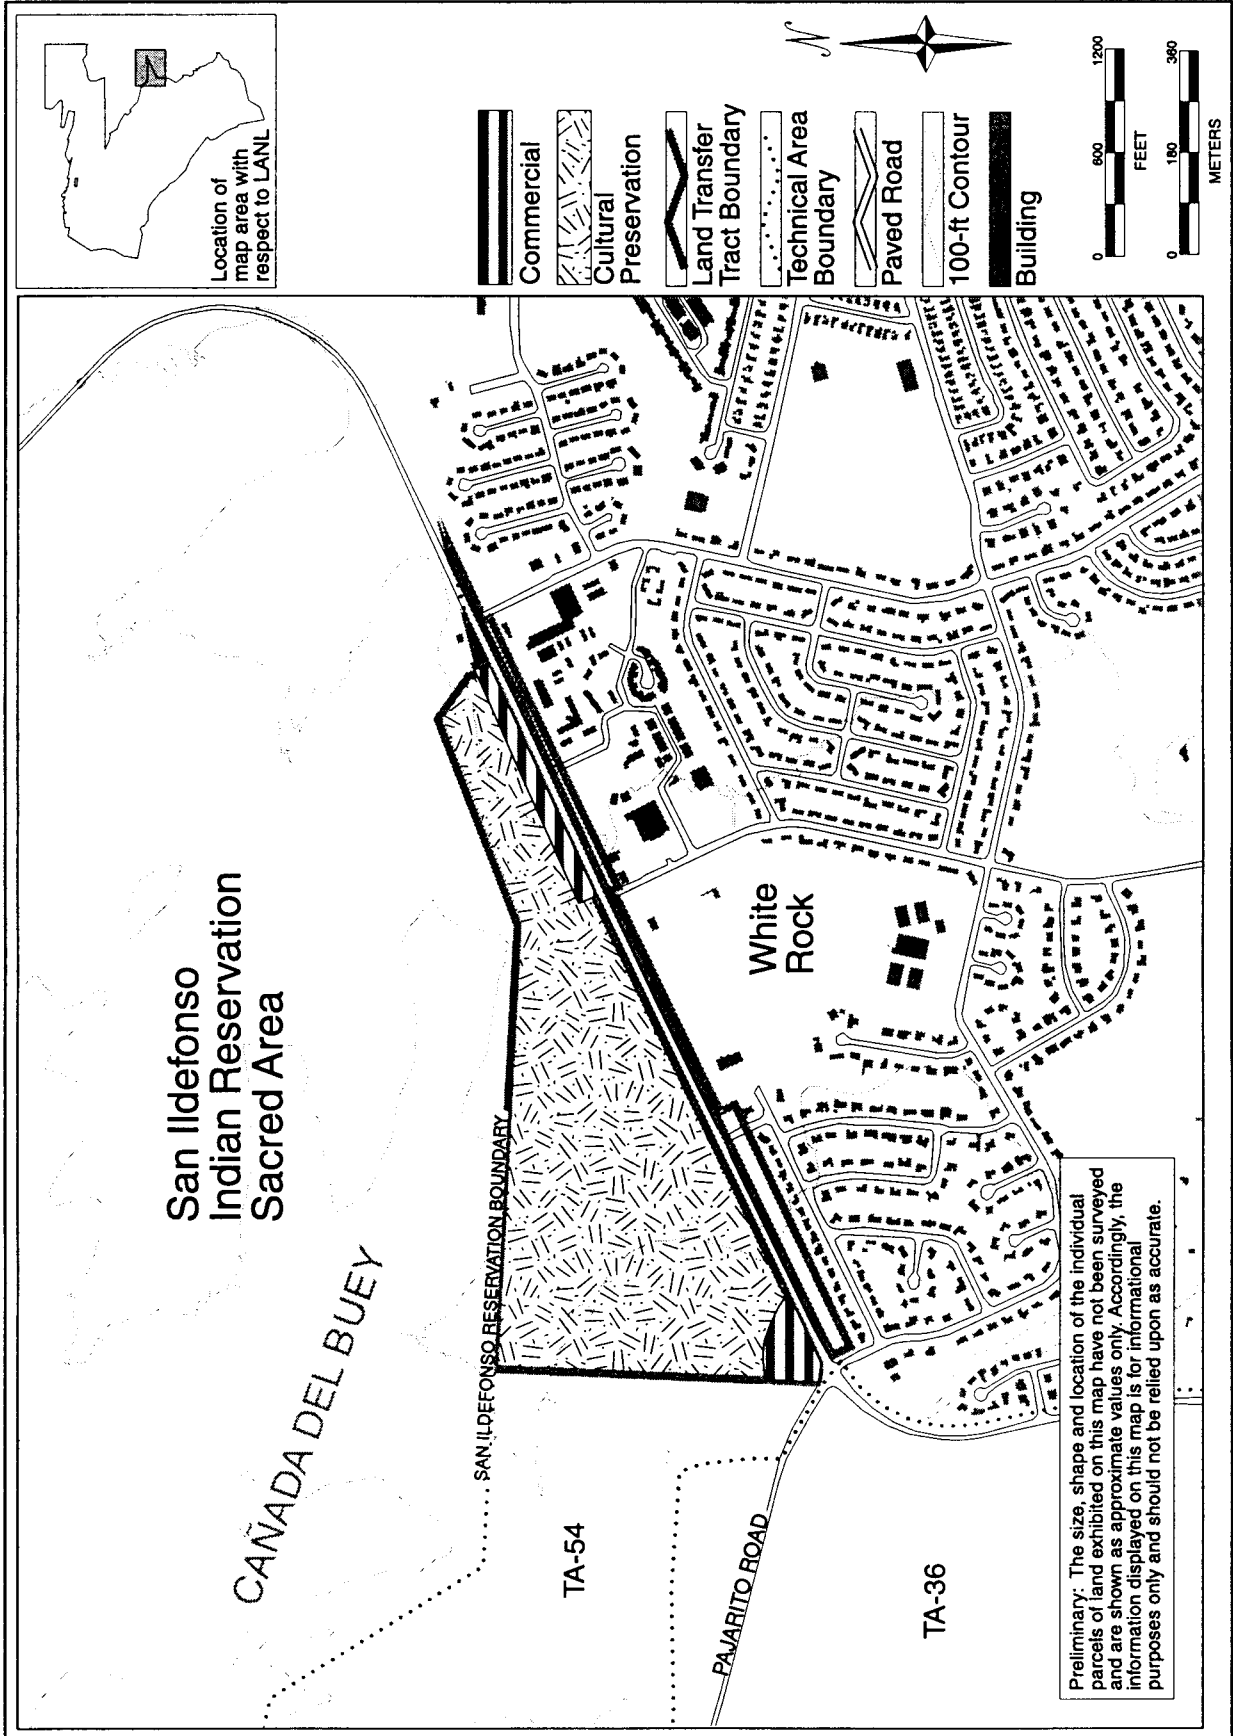 Location of
map area with
respect to LANL
N
Commercial
Cultural
Preservation
Land Transfer
Tract Boundary
Technical Area
Boundary
Paved Road
100-ft Contour
Building
0 600 1200
FEET
0 180 360
METERS
San Ildefonso
Indian Reservation
Sacred Area
CAÑADA DEL BUEY
SAN ILDEFONSO RESERVATION BOUNDARY
TA-54
PAJARITO ROAD
TA-36
White
Rock
Preliminary: The size, shape and location of the individual
parcels of land exhibited on this map have not been surveyed
and are shown as approximate values only. Accordingly, the
information displayed on this map is for informational
purposes only and should not be relied upon as accurate.